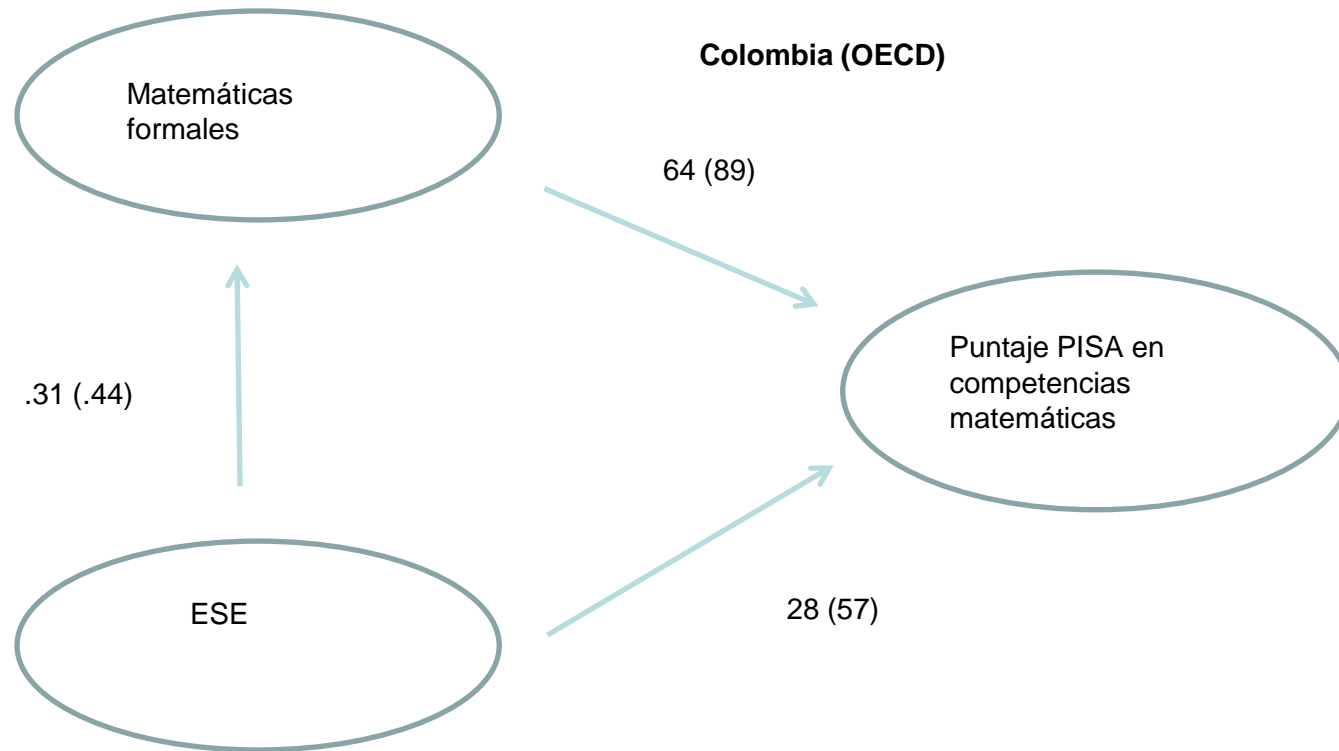 Colombia (OECD)
Matemáticas
formales
64 (89)
Puntaje PISA en
competencias
matemáticas
.31 (.44)
ESE
28 (57)